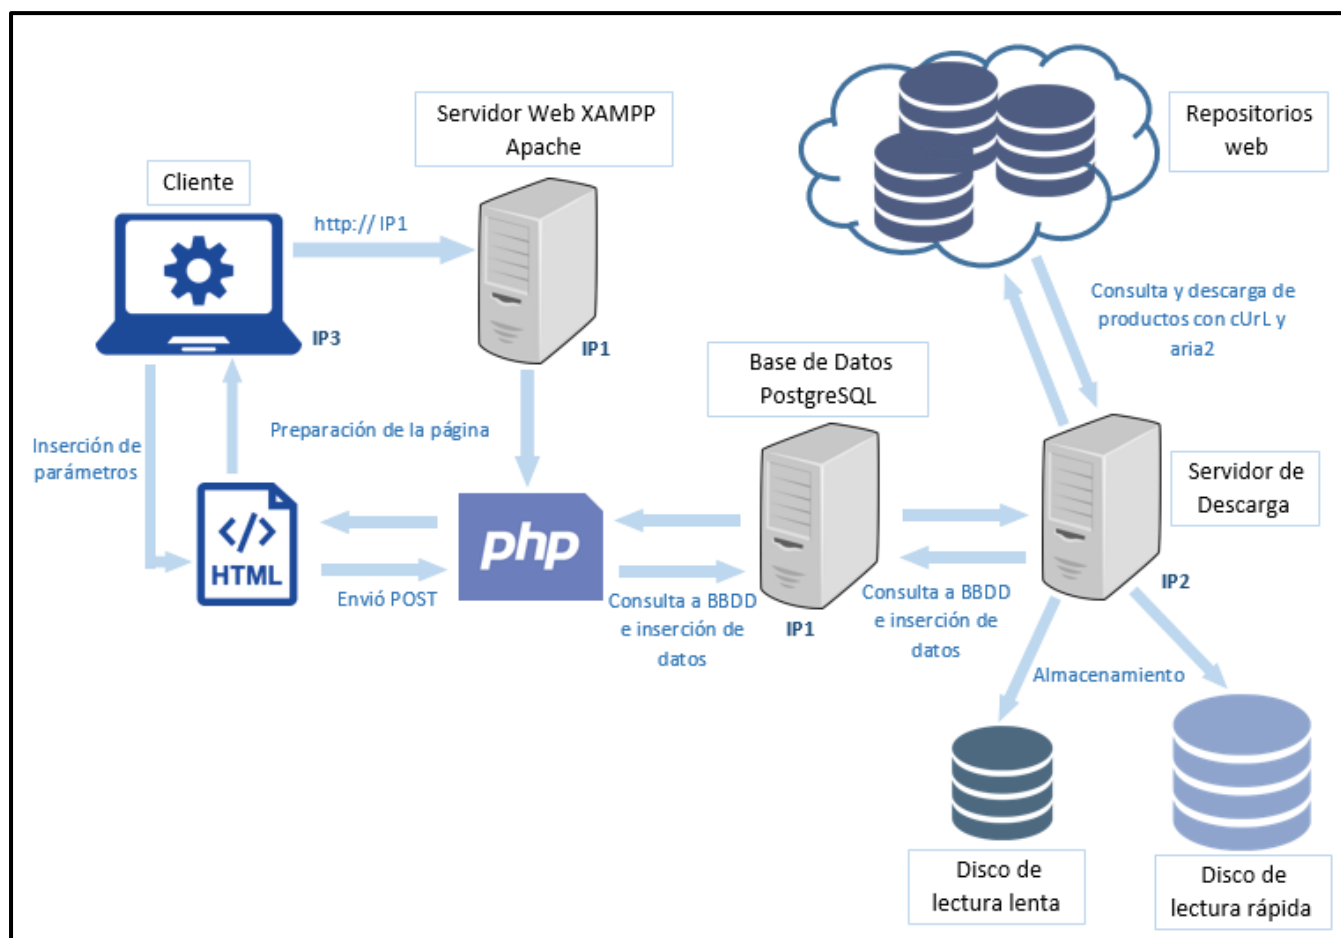 Servidor Web XAMPP
Apache
Repositorios
web
Cliente
http:// IP1
IP3
IP1
Consulta y descarga de
productos con cUrL y
aria2
Base de Datos
PostgreSQL
Inserción de
parámetros
Preparación de la página
Servidor de
Descarga
</>
HTML
php
Envió POST
Consulta a BBDD
e inserción de
datos
IP1
Consulta a BBDD
e inserción de
datos
IP2
Almacenamiento
Disco de
lectura lenta
Disco de
lectura rápida